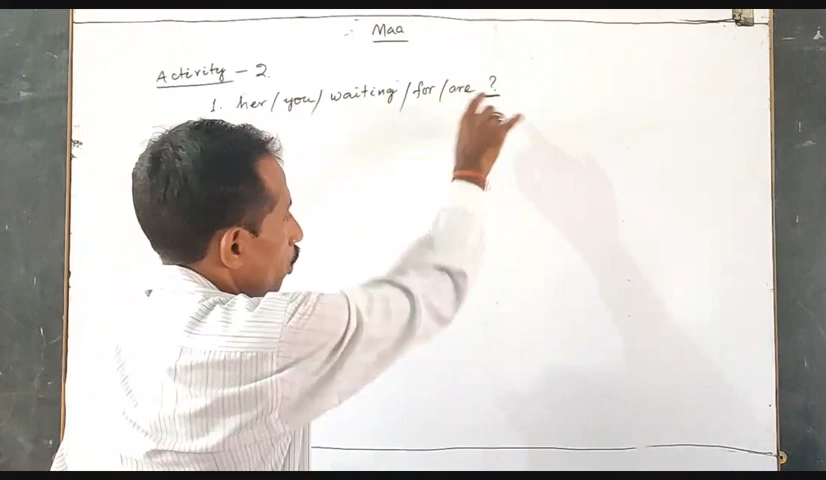 Maa
Activity - 2.
1. her / you / waiting / for / are ?